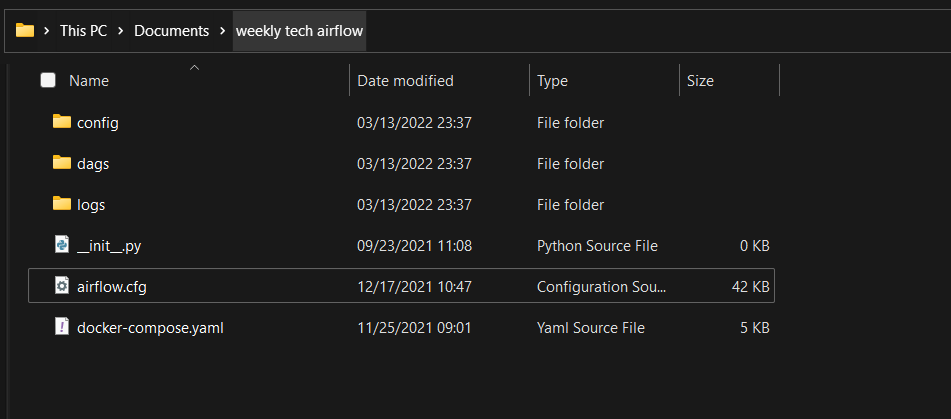 This PC > Documents > weekly tech airflow
Name Date modified Type Size
config 03/13/2022 23:37 File folder
dags 03/13/2022 23:37 File folder
logs 03/13/2022 23:37 File folder
__init__.py 09/23/2021 11:08 Python Source File 0 KB
airflow.cfg 12/17/2021 10:47 Configuration Sou... 42 KB
docker-compose.yaml 11/25/2021 09:01 Yaml Source File 5 KB